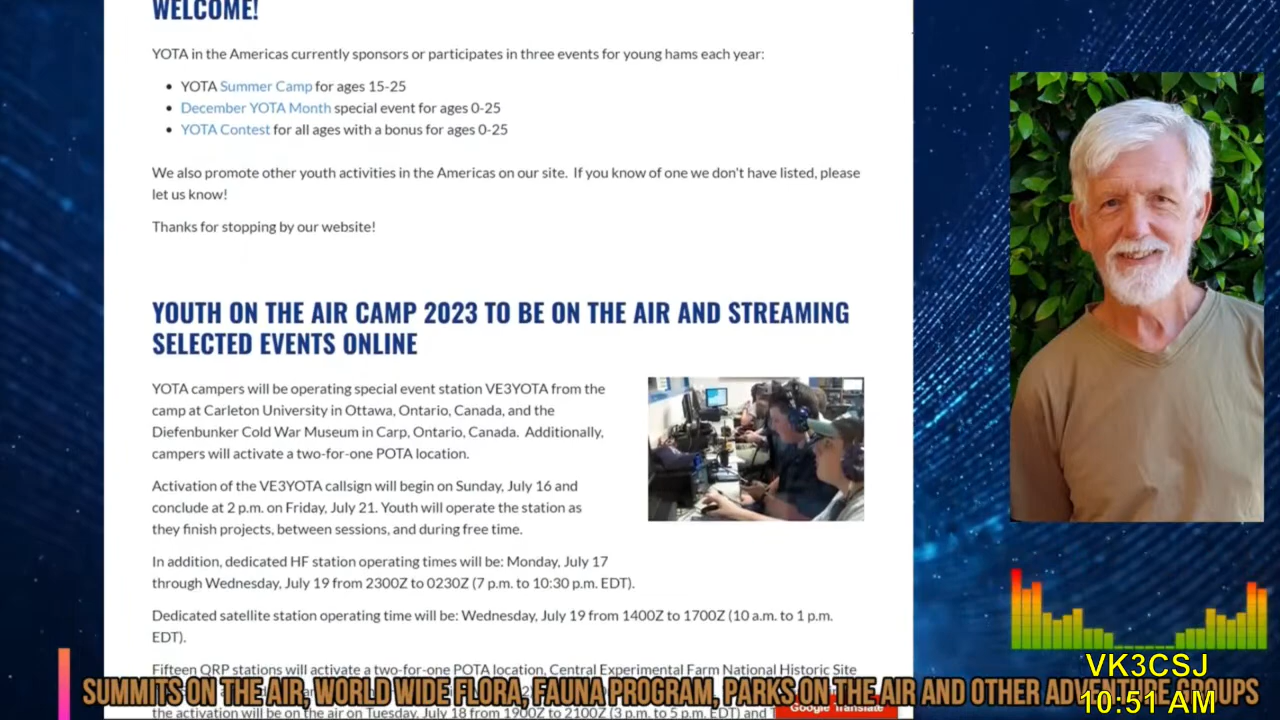 WELCOME!
YOTA in the Americas currently sponsors or participates in three events for young hams each year:
• YOTA Summer Camp for ages 15-25
• December YOTA Month special event for ages 0-25
• YOTA Contest for all ages with a bonus for ages 0-25
We also promote other youth activities in the Americas on our site. If you know of one we don't have listed, please
let us know!
Thanks for stopping by our website!
YOUTH ON THE AIR CAMP 2023 TO BE ON THE AIR AND STREAMING
SELECTED EVENTS ONLINE
YOTA campers will be operating special event station VE3YOTA from the
camp at Carleton University in Ottawa, Ontario, Canada, and the
Diefenbunker Cold War Museum in Carp, Ontario, Canada. Additionally,
campers will activate a two-for-one POTA location.
Activation of the VE3YOTA callsign will begin on Sunday, July 16 and
conclude at 2 p.m. on Friday, July 21. Youth will operate the station as
they finish projects, between sessions, and during free time.
In addition, dedicated HF station operating times will be: Monday, July 17
through Wednesday, July 19 from 2300Z to 0230Z (7 p.m. to 10:30 p.m. EDT).
Dedicated satellite station operating time will be: Wednesday, July 19 from 1400Z to 1700Z (10 a.m. to 1 p.m.
EDT).
Fifteen QRP stations will activate a two-for-one POTA location, Central Experimental Farm National Historic Site
SUMMITS ON THE AIR, WORLD WIDE FLORA, FAUNA PROGRAM, PARKS ON THE AIR AND OTHER ADVENTURE GROUPS
the activation will be on the air on Tuesday, July 18 from 1900Z to 2100Z (3 p.m. to 5 p.m. EDT) and
Google Translate
VK3CSJ
10:51 AM